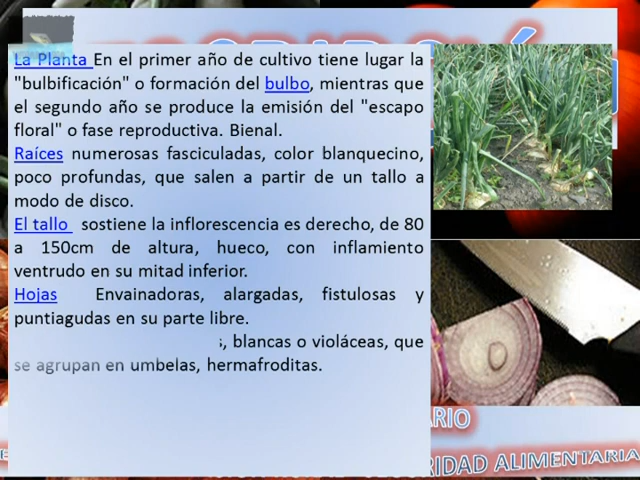 La Planta En el primer año de cultivo tiene lugar la
"bulbificación" o formación del bulbo, mientras que
el segundo año se produce la emisión del "escapo
floral" o fase reproductiva. Bienal.
Raíces numerosas fasciculadas, color blanquecino,
poco profundas, que salen a partir de un tallo a
modo de disco.
El tallo sostiene la inflorescencia es derecho, de 80
a 150cm de altura, hueco, con inflamiento
ventrudo en su mitad inferior.
Hojas Envainadoras, alargadas, fistulosas y
puntiagudas en su parte libre.
, blancas o violáceas, que
se agrupan en umbelas, hermafroditas.
ALIMENTARIA